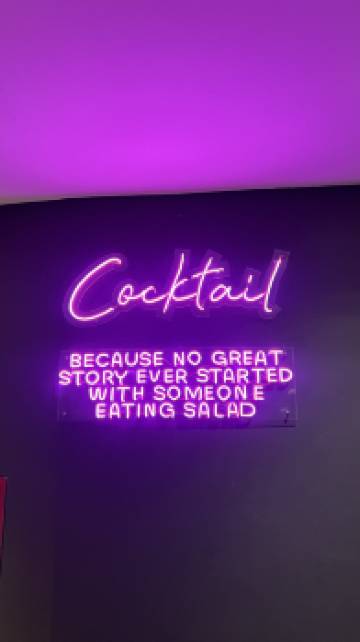 Cocktail
BECAUSE NO GREAT
STORY EVER STARTED
WITH SOMEONE
EATING SALAD